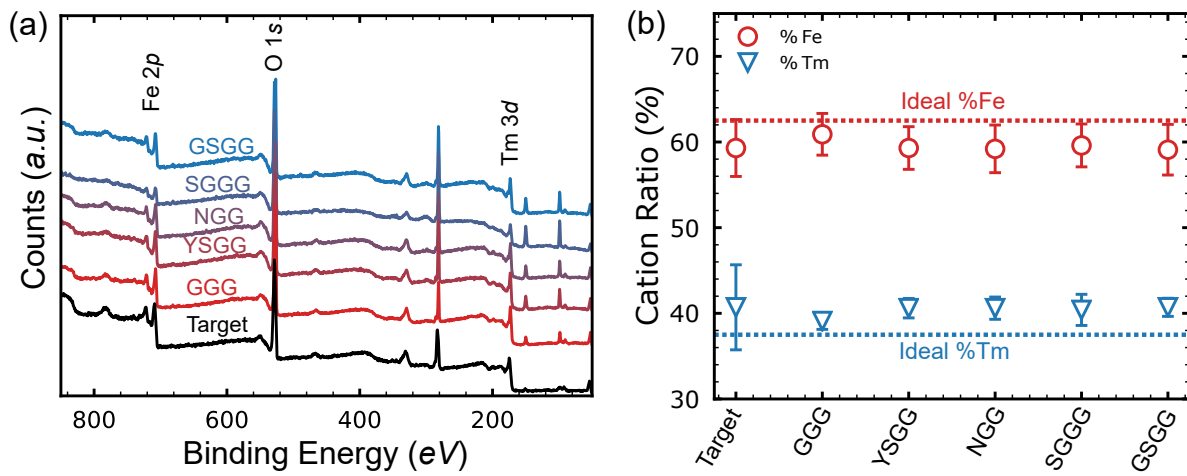 (a)
Counts (a.u.)
Fe 2p
O 1s
Tm 3d
GSGG
SGGG
NGG
YSGG
GGG
Target
800 600 400 200
Binding Energy (eV)
(b)
Cation Ratio (%)
70
60
50
40
30
% Fe
% Tm
Ideal %Fe
Ideal %Tm
Target GGG YSGG NGG SGGG GSGG